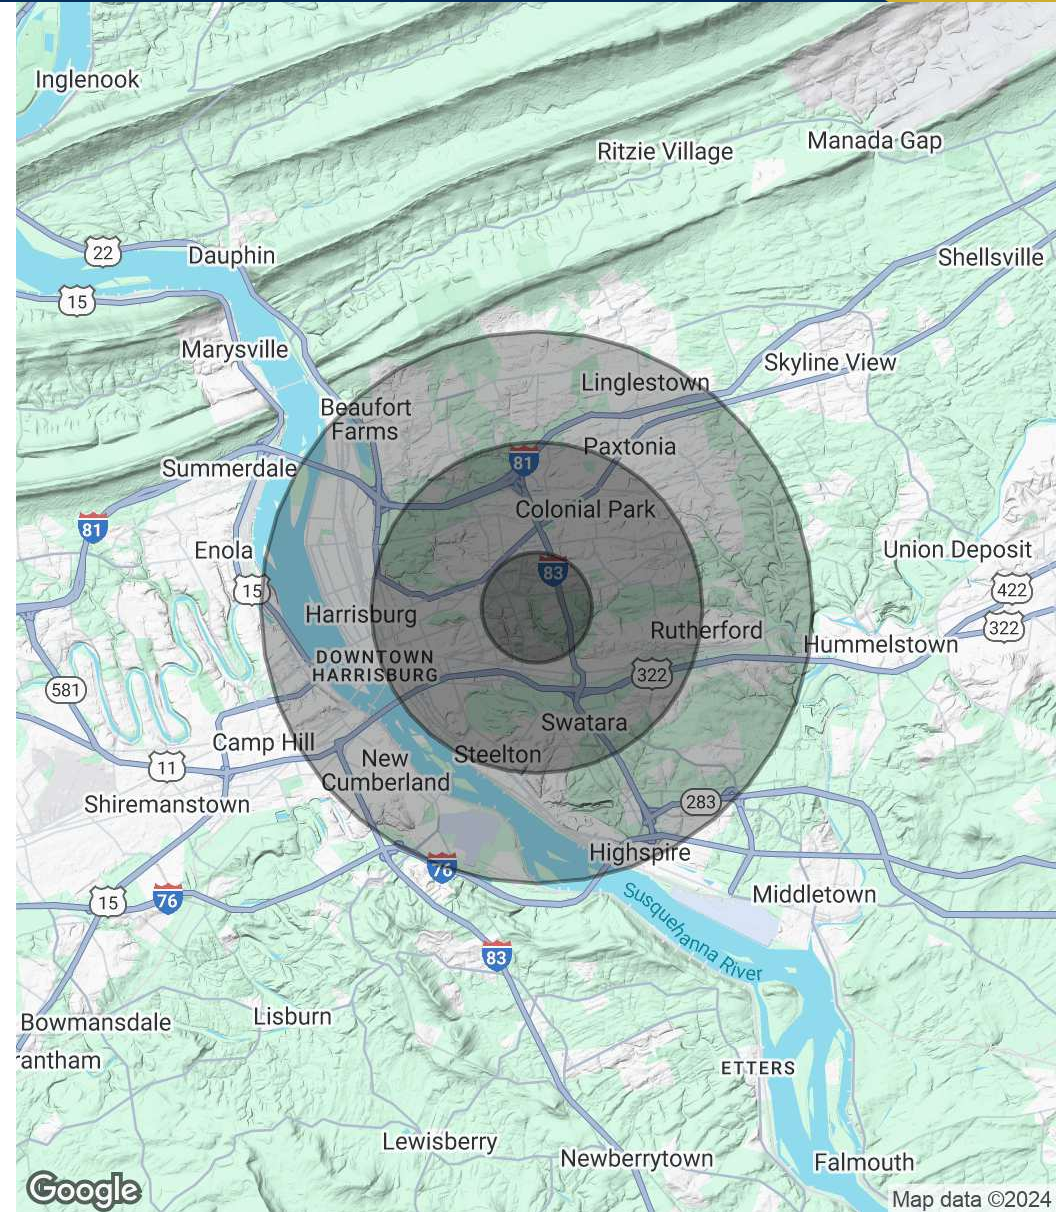 Inglenook
Manada Gap
Ritzie Village
22
Dauphin
Shellsville
15
Marysville
Skyline View
Linglestown
Beaufort
Farms
Paxtonia
81
Summerdale
Colonial Park
81
Enola
Union Deposit
83
15
422
Harrisburg
322
Rutherford
Hummelstown
DOWNTOWN
HARRISBURG
322
581
Swatara
Camp Hill
Steelton
New
Cumberland
11
283
Shiremanstown
Highspire
76
Middletown
15
76
Susquehanna River
83
Lisburn
Bowmansdale
rantham
ETTERS
Lewisberry
Newberrytown
Falmouth
Google
Map data ©2024